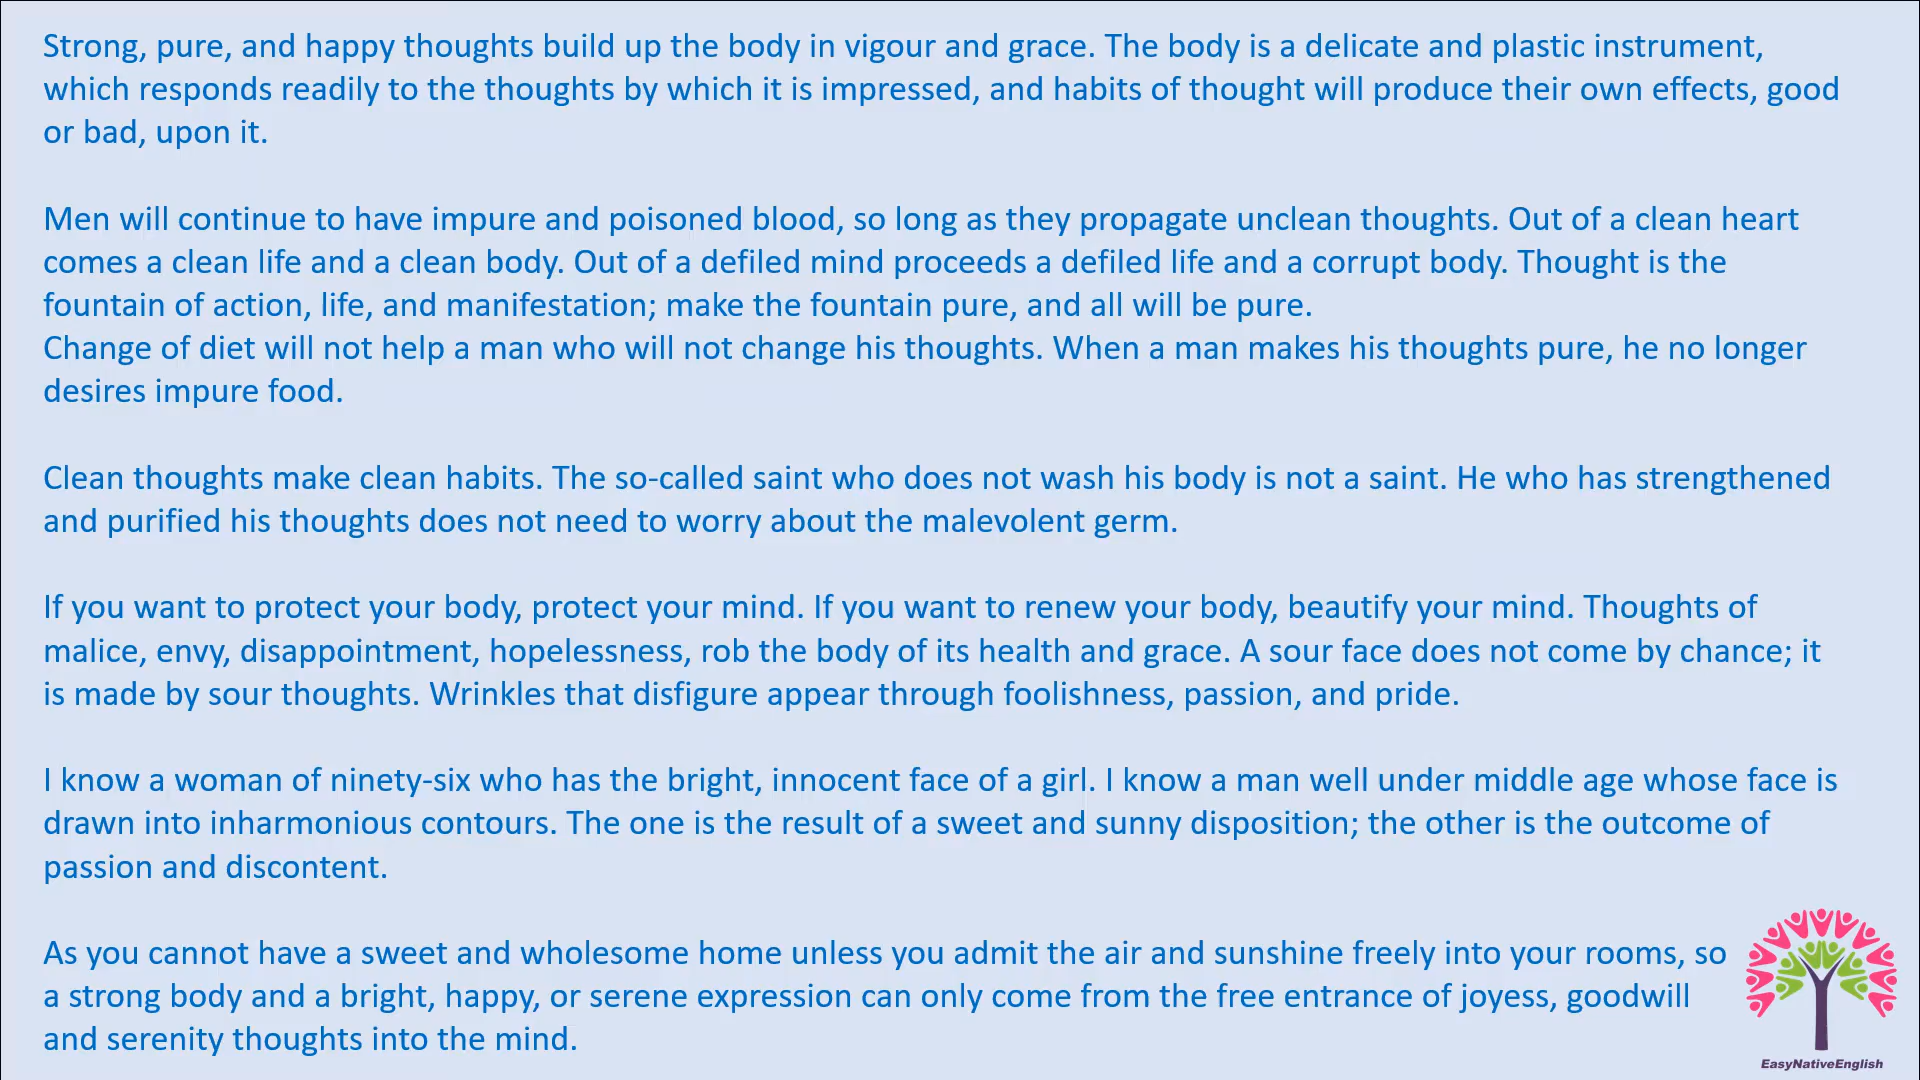 Strong, pure, and happy thoughts build up the body in vigour and grace. The body is a delicate and plastic instrument,
which responds readily to the thoughts by which it is impressed, and habits of thought will produce their own effects, good
or bad, upon it.
Men will continue to have impure and poisoned blood, so long as they propagate unclean thoughts. Out of a clean heart
comes a clean life and a clean body. Out of a defiled mind proceeds a defiled life and a corrupt body. Thought is the
fountain of action, life, and manifestation; make the fountain pure, and all will be pure.
Change of diet will not help a man who will not change his thoughts. When a man makes his thoughts pure, he no longer
desires impure food.
Clean thoughts make clean habits. The so-called saint who does not wash his body is not a saint. He who has strengthened
and purified his thoughts does not need to worry about the malevolent germ.
If you want to protect your body, protect your mind. If you want to renew your body, beautify your mind. Thoughts of
malice, envy, disappointment, hopelessness, rob the body of its health and grace. A sour face does not come by chance; it
is made by sour thoughts. Wrinkles that disfigure appear through foolishness, passion, and pride.
I know a woman of ninety-six who has the bright, innocent face of a girl. I know a man well under middle age whose face is
drawn into inharmonious contours. The one is the result of a sweet and sunny disposition; the other is the outcome of
passion and discontent.
As you cannot have a sweet and wholesome home unless you admit the air and sunshine freely into your rooms, so
a strong body and a bright, happy, or serene expression can only come from the free entrance of joyess, goodwill
and serenity thoughts into the mind.
EasyNativeEnglish